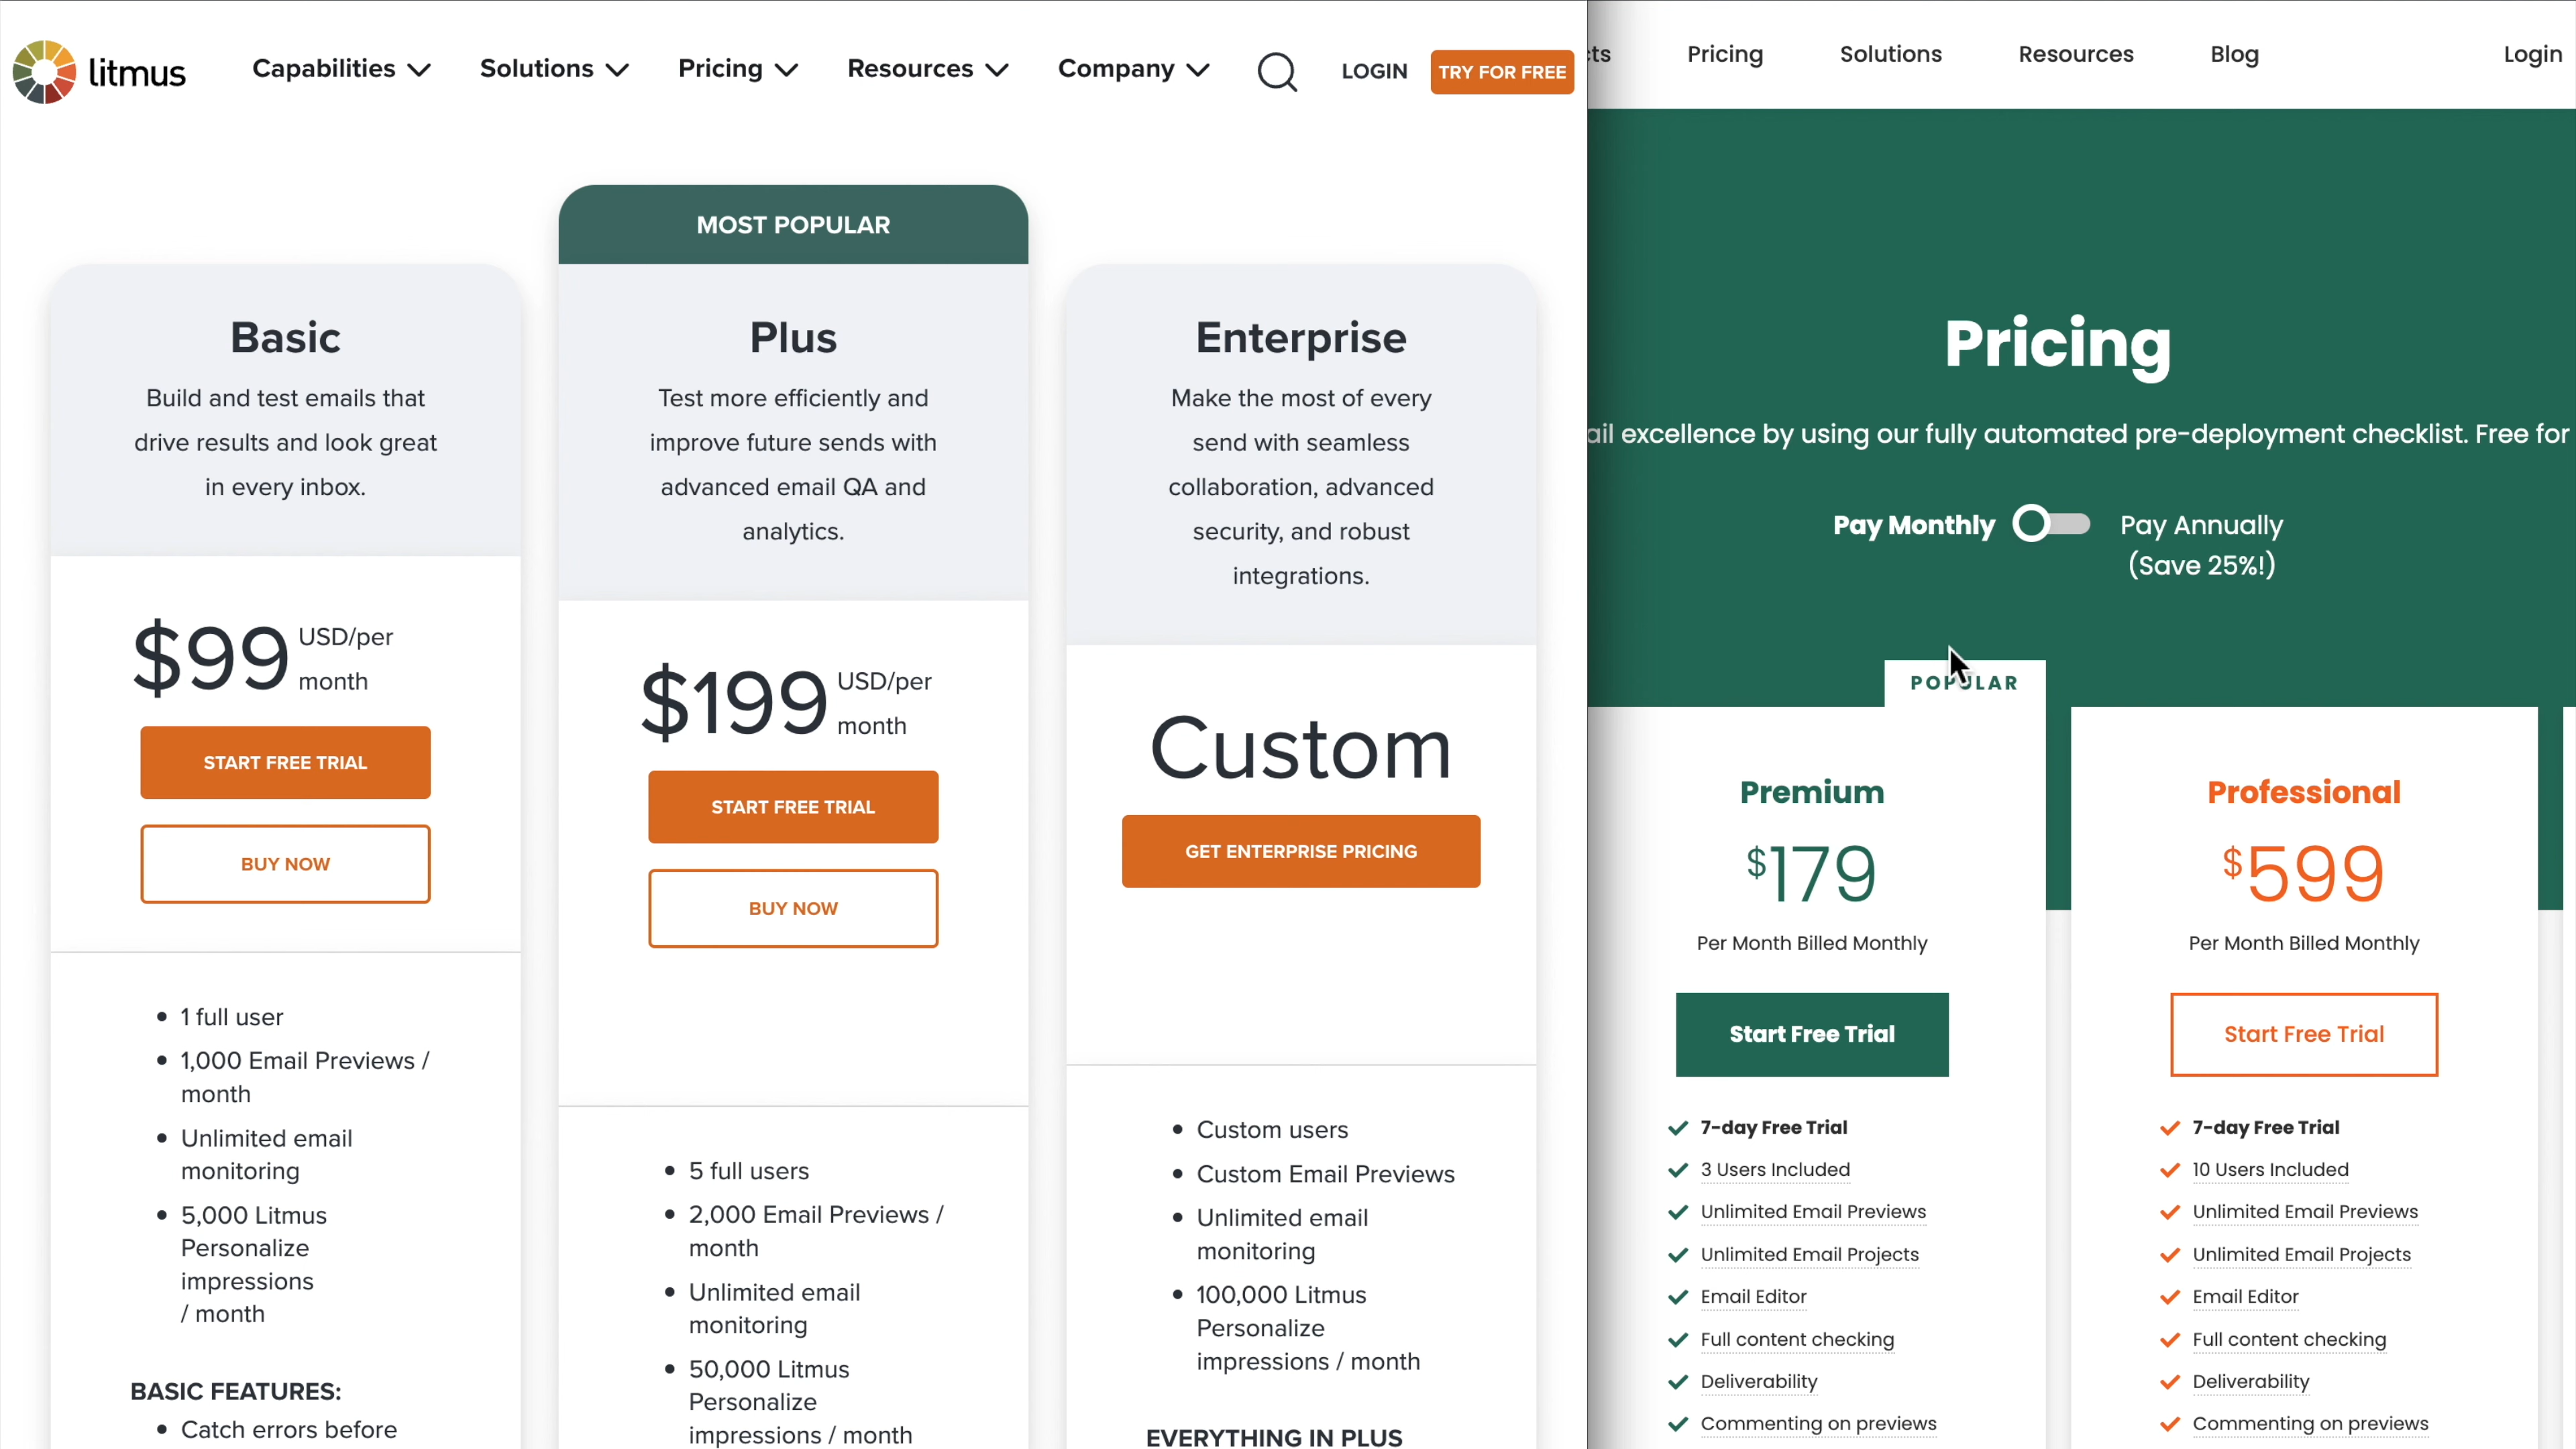 litmus
Capabilities
Solutions
Pricing
Resources
Company
LOGIN
TRY FOR FREE
MOST POPULAR
Basic
Build and test emails that
drive results and look great
in every inbox.
$99 USD/per
month
START FREE TRIAL
BUY NOW
• 1 full user
• 1,000 Email Previews /
month
• Unlimited email
monitoring
• 5,000 Litmus
Personalize
impressions
/ month
BASIC FEATURES:
• Catch errors before
Plus
Test more efficiently and
improve future sends with
advanced email QA and
analytics.
$199 USD/per
month
START FREE TRIAL
BUY NOW
• 5 full users
• 2,000 Email Previews /
month
• Unlimited email
monitoring
• 50,000 Litmus
Personalize
impressions / month
Enterprise
Make the most of every
send with seamless
collaboration, advanced
security, and robust
integrations.
Custom
GET ENTERPRISE PRICING
• Custom users
• Custom Email Previews
• Unlimited email
monitoring
• 100,000 Litmus
Personalize
impressions / month
EVERYTHING IN PLUS
cts
Pricing
Solutions
Resources
Blog
Login
Pricing
ail excellence by using our fully automated pre-deployment checklist. Free for
Pay Monthly
Pay Annually
(Save 25%!)
POPULAR
Premium
$179
Per Month Billed Monthly
Start Free Trial
7-day Free Trial
3 Users Included
Unlimited Email Previews
Unlimited Email Projects
Email Editor
Full content checking
Deliverability
Commenting on previews
Professional
$599
Per Month Billed Monthly
Start Free Trial
7-day Free Trial
10 Users Included
Unlimited Email Previews
Unlimited Email Projects
Email Editor
Full content checking
Deliverability
Commenting on previews